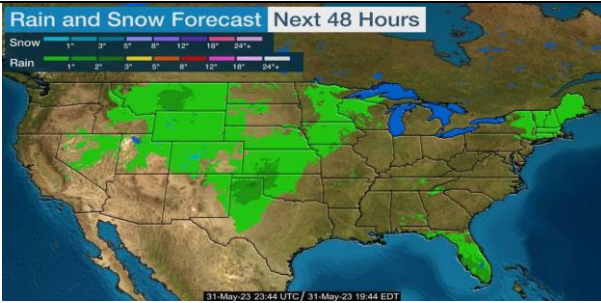 Rain and Snow Forecast Next 48 Hours
Snow 1" 3" 5" 8" 12" 18" 24"+
Rain 1" 2" 3" 5" 8" 12" 18" 24"+
31-May-23 23:44 UTC / 31-May-23 19:44 EDT